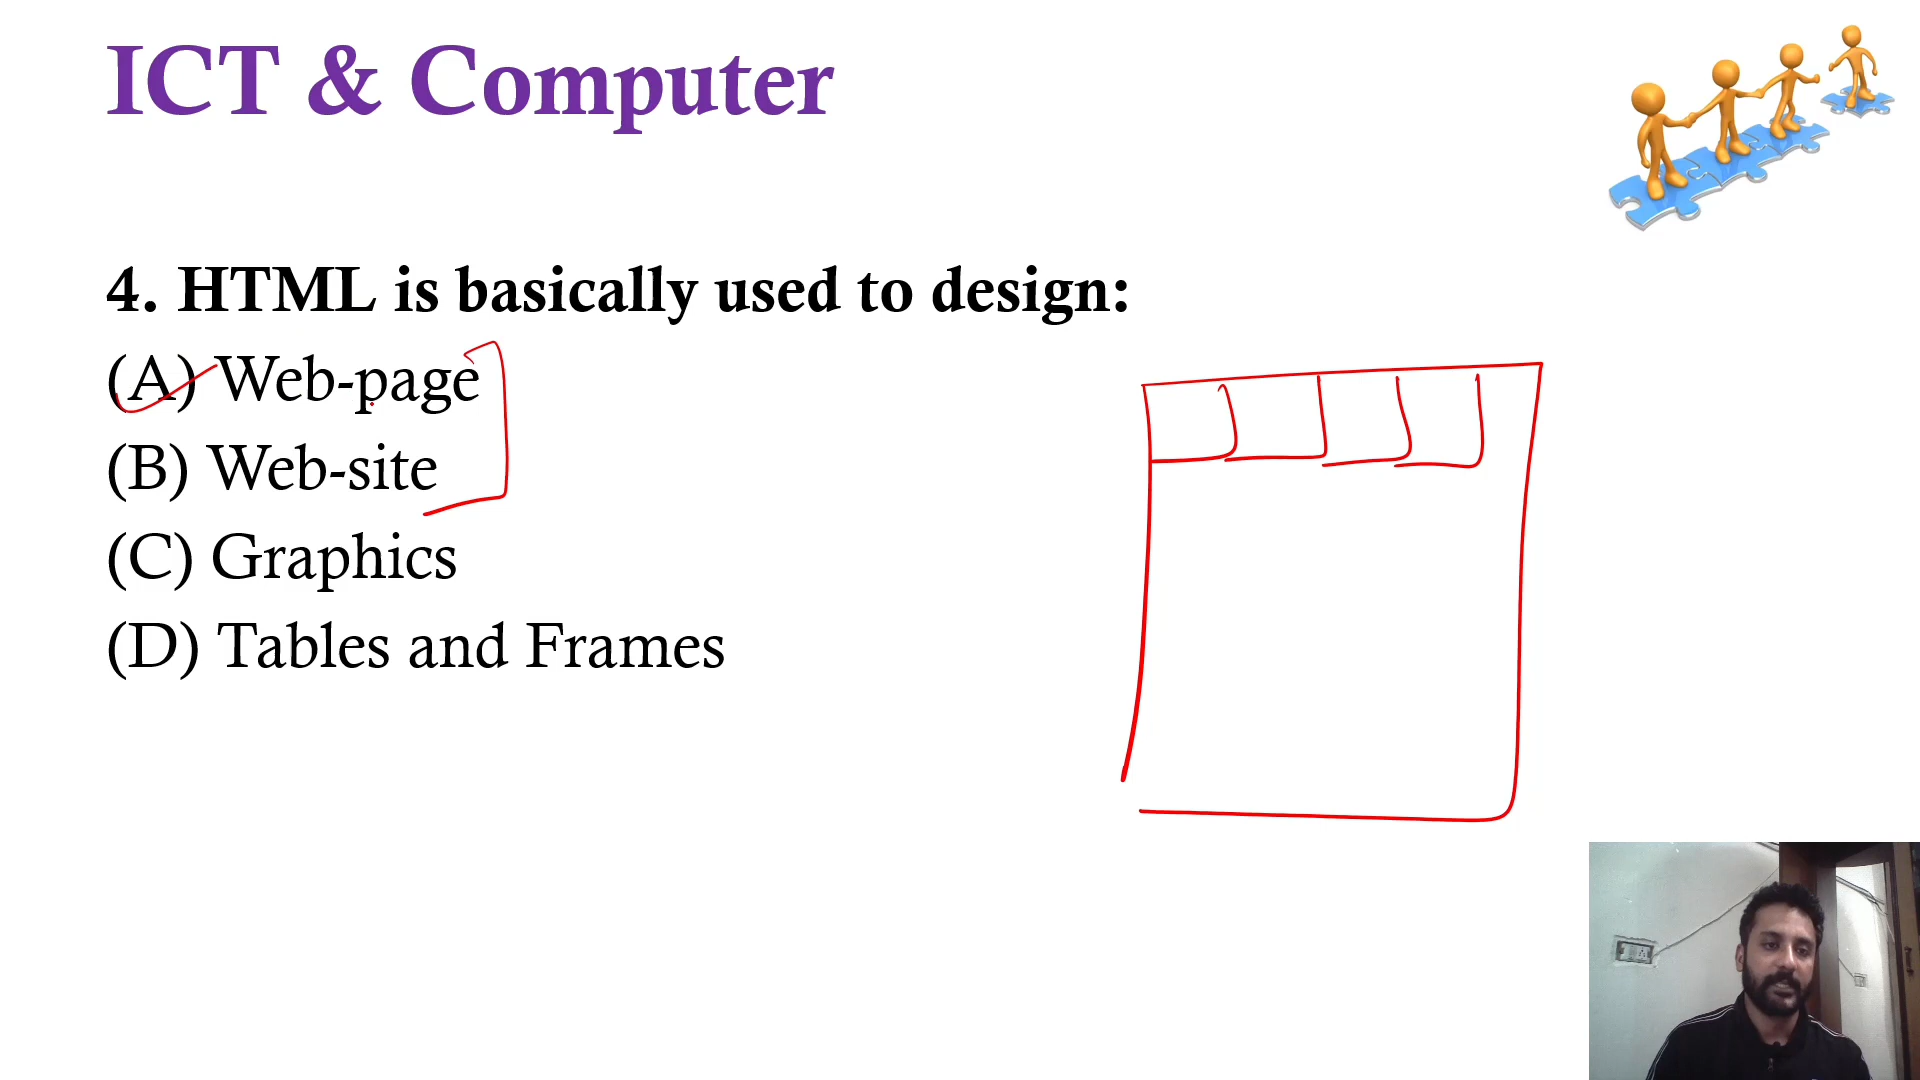 ICT & Computer
4. HTML is basically used to design:
(A) Web-page
(B) Web-site
(C) Graphics
(D) Tables and Frames